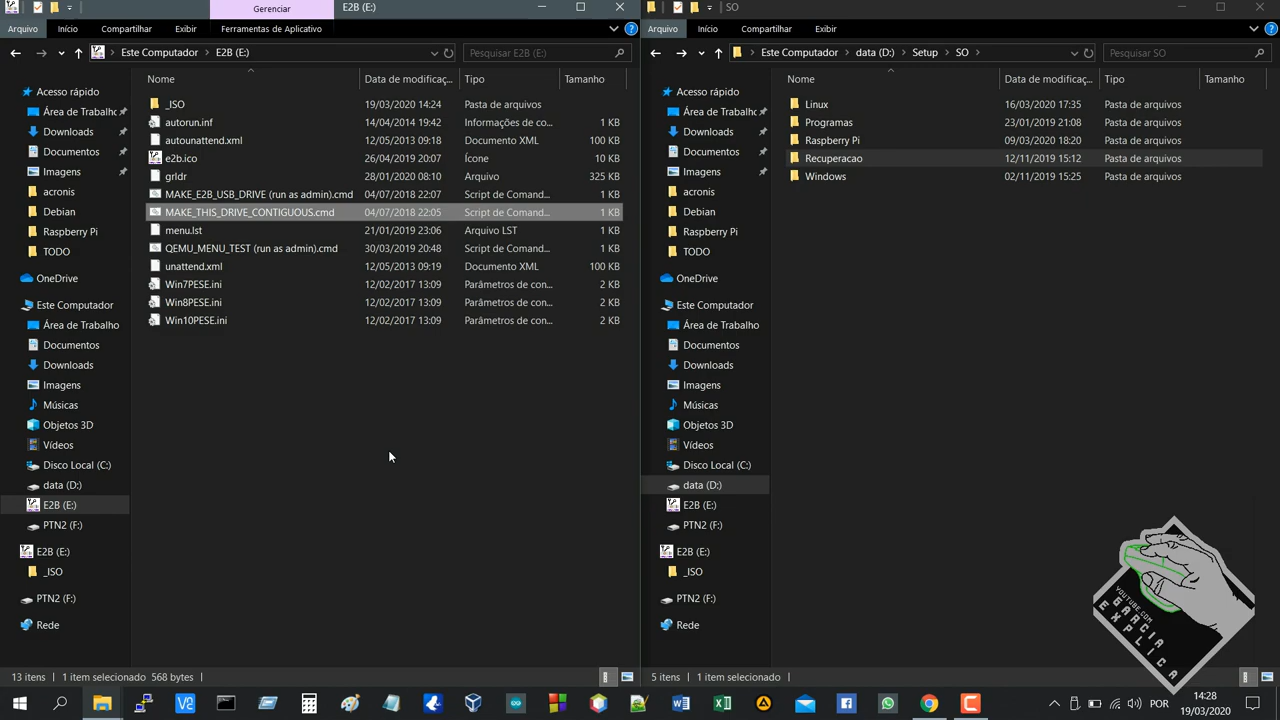 Gerenciar
E2B (E:)
Arquivo Início Compartilhar Exibir Ferramentas de Aplicativo
Este Computador E2B (E:)
Pesquisar E2B (E:)
Acesso rápido
Área de Trabalho
Downloads
Documentos
Imagens
acronis
Debian
Raspberry Pi
TODO
OneDrive
Este Computador
Área de Trabalho
Documentos
Downloads
Imagens
Músicas
Objetos 3D
Vídeos
Disco Local (C:)
data (D:)
E2B (E:)
PTN2 (F:)
E2B (E:)
_ISO
PTN2 (F:)
Rede
Nome Data de modificaç... Tipo Tamanho
_ISO 19/03/2020 14:24 Pasta de arquivos
autorun.inf 14/04/2014 19:42 Informações de co... 1 KB
autounattend.xml 12/05/2013 09:18 Documento XML 100 KB
e2b.ico 26/04/2019 20:07 Ícone 10 KB
grldr 28/01/2020 08:10 Arquivo 325 KB
MAKE_E2B_USB_DRIVE (run as admin).cmd 04/07/2018 22:07 Script de Comand... 1 KB
MAKE_THIS_DRIVE_CONTIGUOUS.cmd 04/07/2018 22:05 Script de Comand... 1 KB
menu.lst 21/01/2019 23:06 Arquivo LST 1 KB
QEMU_MENU_TEST (run as admin).cmd 30/03/2019 20:48 Script de Comand... 1 KB
unattend.xml 12/05/2013 09:19 Documento XML 100 KB
Win7PESE.ini 12/02/2017 13:09 Parâmetros de con... 2 KB
Win8PESE.ini 12/02/2017 13:09 Parâmetros de con... 2 KB
Win10PESE.ini 12/02/2017 13:09 Parâmetros de con... 2 KB
13 itens 1 item selecionado 568 bytes
SO
Arquivo Início Compartilhar Exibir
Este Computador data (D:) Setup SO
Pesquisar SO
Acesso rápido
Área de Trabalho
Downloads
Documentos
Imagens
acronis
Debian
Raspberry Pi
TODO
OneDrive
Este Computador
Área de Trabalho
Documentos
Downloads
Imagens
Músicas
Objetos 3D
Vídeos
Disco Local (C:)
data (D:)
E2B (E:)
PTN2 (F:)
E2B (E:)
_ISO
PTN2 (F:)
Rede
Nome Data de modificaç... Tipo Tamanho
Linux 16/03/2020 17:35 Pasta de arquivos
Programas 23/01/2019 21:08 Pasta de arquivos
Raspberry Pi 09/03/2020 18:20 Pasta de arquivos
Recuperacao 12/11/2019 15:12 Pasta de arquivos
Windows 02/11/2019 15:25 Pasta de arquivos
5 itens 1 item selecionado
YOUTUBE.COM
GARCIA
EXPLICA
POR
14:28
19/03/2020